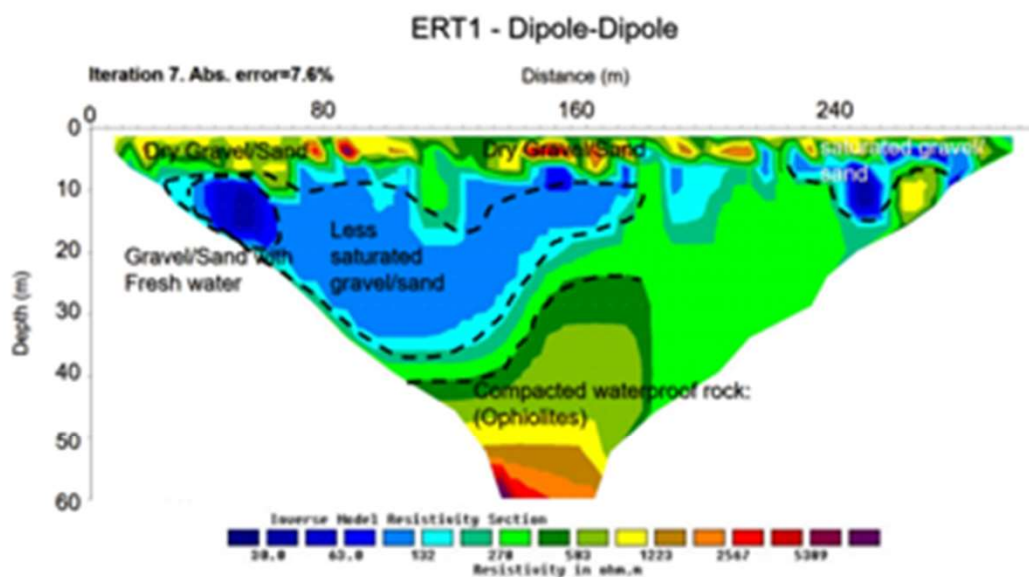 ERT1 - Dipole-Dipole
Iteration 7. Abs. error=7.6%
Distance (m)
0
80
160
240
0
10
20
30
40
50
60
Depth (m)
Dry Gravel/Sand
Dry Gravel/Sand
saturated gravel/
sand
Gravel/Sand with
Fresh water
Less
saturated
gravel/sand
Compacted waterproof rock:
(Ophiolites)
Inverse Model Resistivity Section
30.0 63.0 132 278 583 1223 2567 5389
Resistivity in ohm.m